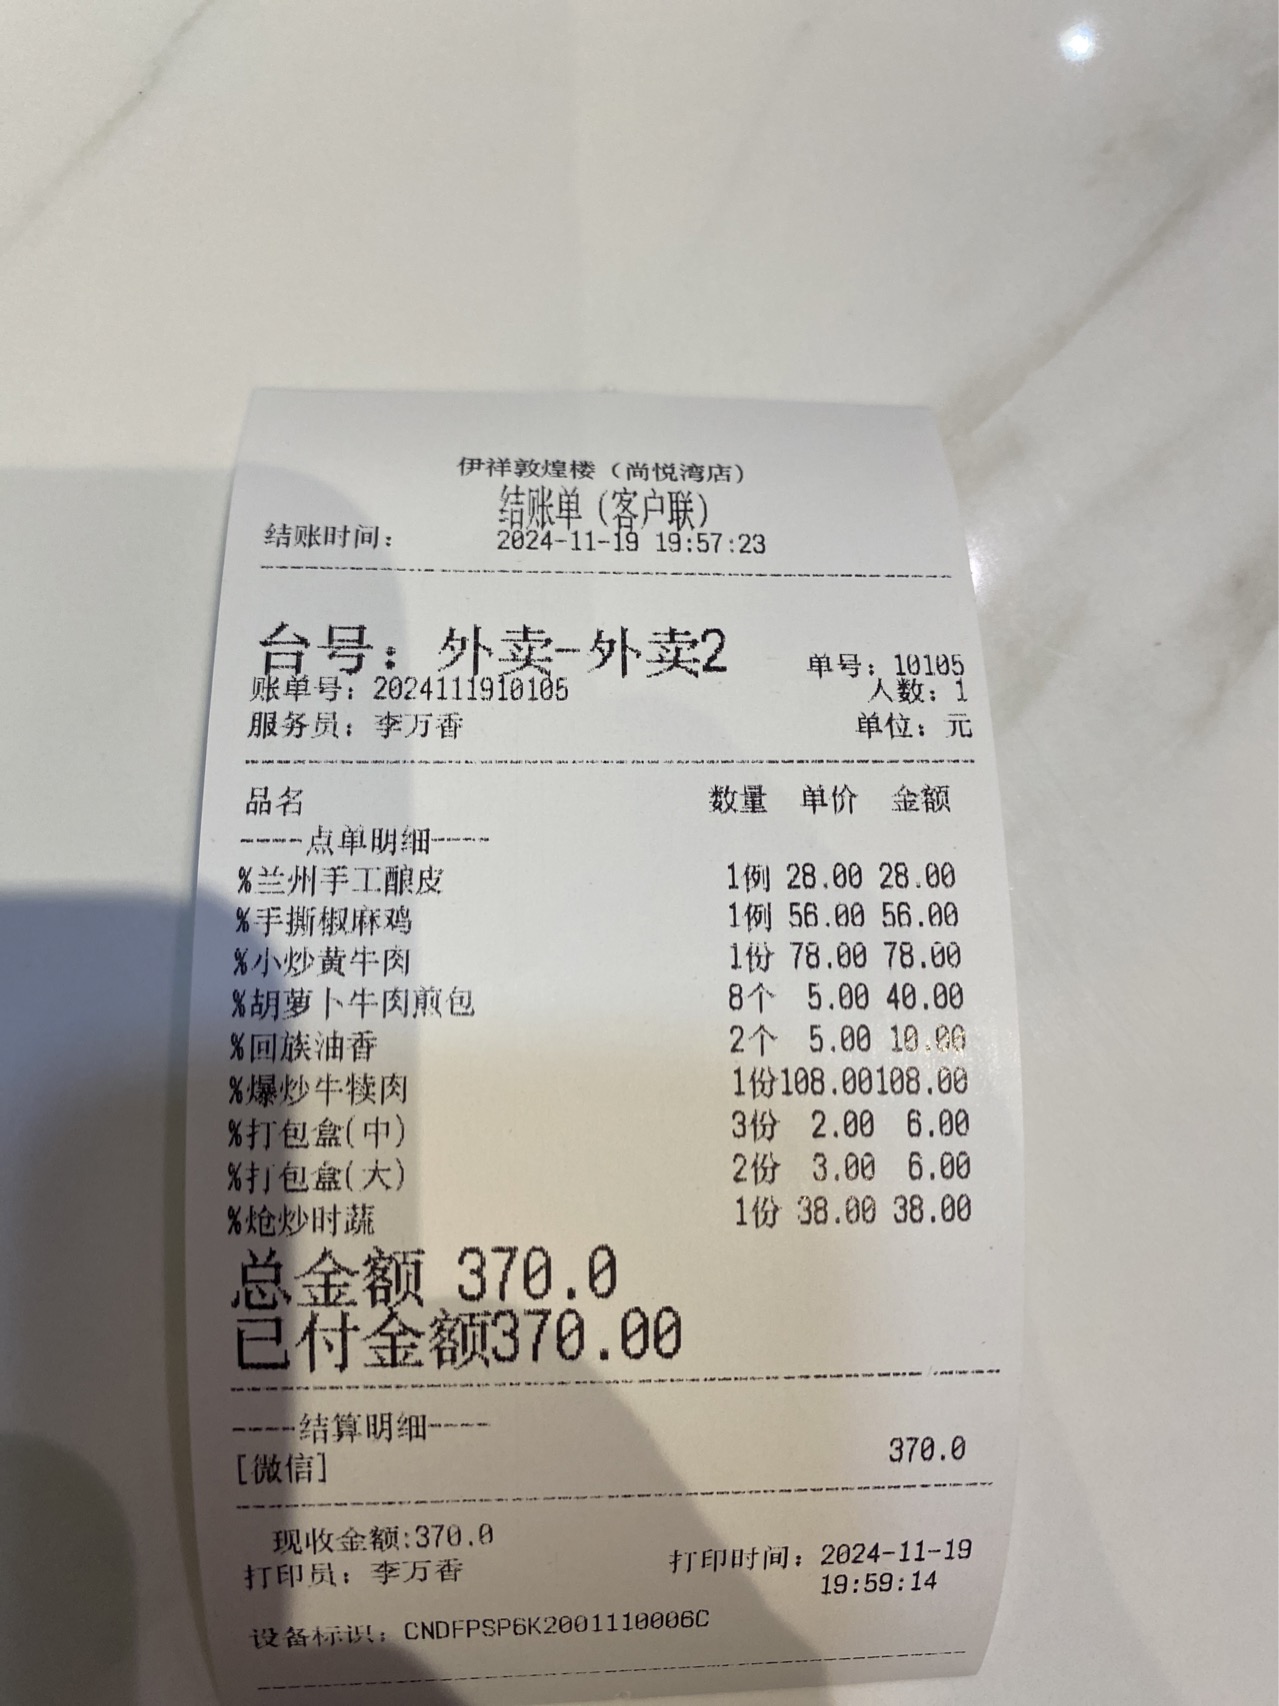 伊祥敦煌楼（尚悦湾店）
结账单（客户联）
结账时间： 2024-11-19 19:57:23
台号：外卖-外卖2 单号：10105
账单号：2024111910105 人数：1
服务员：李万香 单位：元
品名 数量 单价 金额
----点单明细----
%兰州手工酿皮 1例 28.00 28.00
%手撕椒麻鸡 1例 56.00 56.00
%小炒黄牛肉 1份 78.00 78.00
%胡萝卜牛肉煎包 8个 5.00 40.00
%回族油香 2个 5.00 10.00
%爆炒牛犊肉 1份108.00108.00
%打包盒(中) 3份 2.00 6.00
%打包盒(大) 2份 3.00 6.00
%炝炒时蔬 1份 38.00 38.00
总金额 370.0
已付金额370.00
----结算明细----
[微信] 370.0
现收金额:370.0
打印员：李万香 打印时间：2024-11-19
19:59:14
设备标识：CNDFPSP6K2001110006C